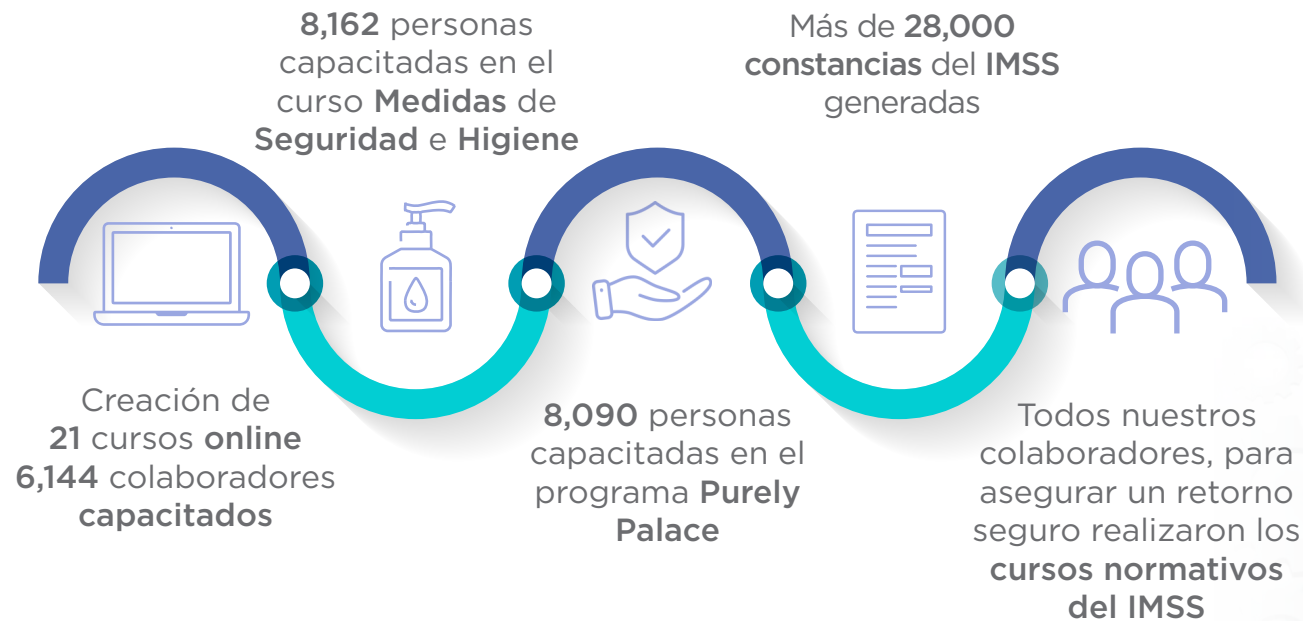 8,162 personas
capacitadas en el
curso Medidas de
Seguridad e Higiene
Más de 28,000
constancias del IMSS
generadas
Creación de
21 cursos online
6,144 colaboradores
capacitados
8,090 personas
capacitadas en el
programa Purely
Palace
Todos nuestros
colaboradores, para
asegurar un retorno
seguro realizaron los
cursos normativos
del IMSS